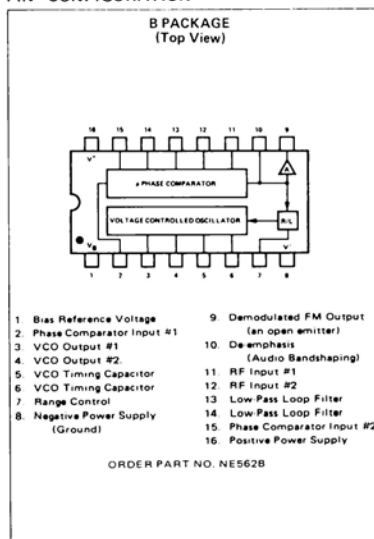 B PACKAGE
(Top View)
16 15 14 13 12 11 10 9
V+
A
φ PHASE COMPARATOR
VOLTAGE CONTROLLED OSCILLATOR
R/L
VB
V-
1 2 3 4 5 6 7 8
1. Bias Reference Voltage
2. Phase Comparator Input #1
3. VCO Output #1
4. VCO Output #2.
5. VCO Timing Capacitor
6. VCO Timing Capacitor
7. Range Control
8. Negative Power Supply
(Ground)
9. Demodulated FM Output
(an open emitter)
10. De-emphasis
(Audio Bandshaping)
11. RF Input #1
12. RF Input #2
13 Low-Pass Loop Filter
14. Low-Pass Loop Filter
15. Phase Comparator Input #2
16. Positive Power Supply
ORDER PART NO. NE562B